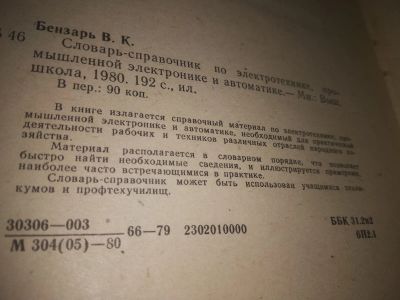 Бензарь В. К.
Б 46
Словарь-справочник по электротехнике, про-
мышленной электронике и автоматике.— Мн.: Выш.
школа, 1980. 192 с., ил.
В пер.: 90 коп.
В книге излагается справочный материал по электротехнике, про-
мышленной электронике и автоматике, необходимый для практической
деятельности рабочих и техников различных отраслей народного хо-
зяйства.
Материал располагается в словарном порядке, что позволяет
быстро найти необходимые сведения, и иллюстрируется примерами,
наиболее часто встречающимися в практике.
Словарь-справочник может быть использован учащимися техни-
кумов и профтехучилищ.
30306—003
М 304(05)—80
66—79 2302010000
ББК 31.2я2
6П2.1